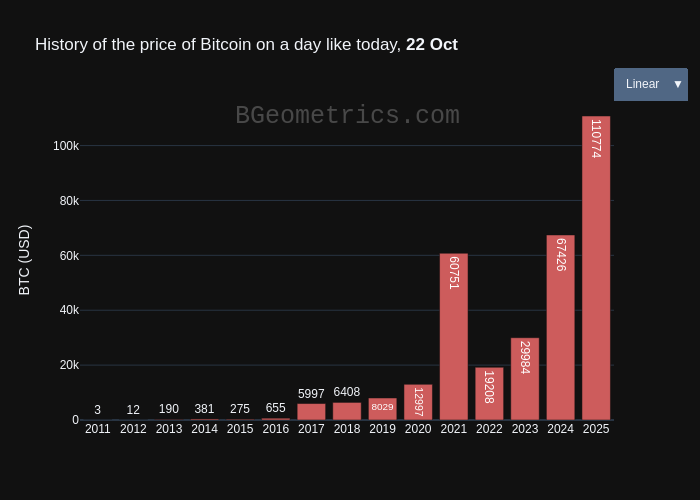 History of the price of Bitcoin on a day like today, 22 Oct
Linear ▼
BGeometrics.com
BTC (USD)
100k
80k
60k
40k
20k
0
3
12
190
381
275
655
5997
6408
8029
12997
60751
19208
29984
67426
110774
2011 2012 2013 2014 2015 2016 2017 2018 2019 2020 2021 2022 2023 2024 2025